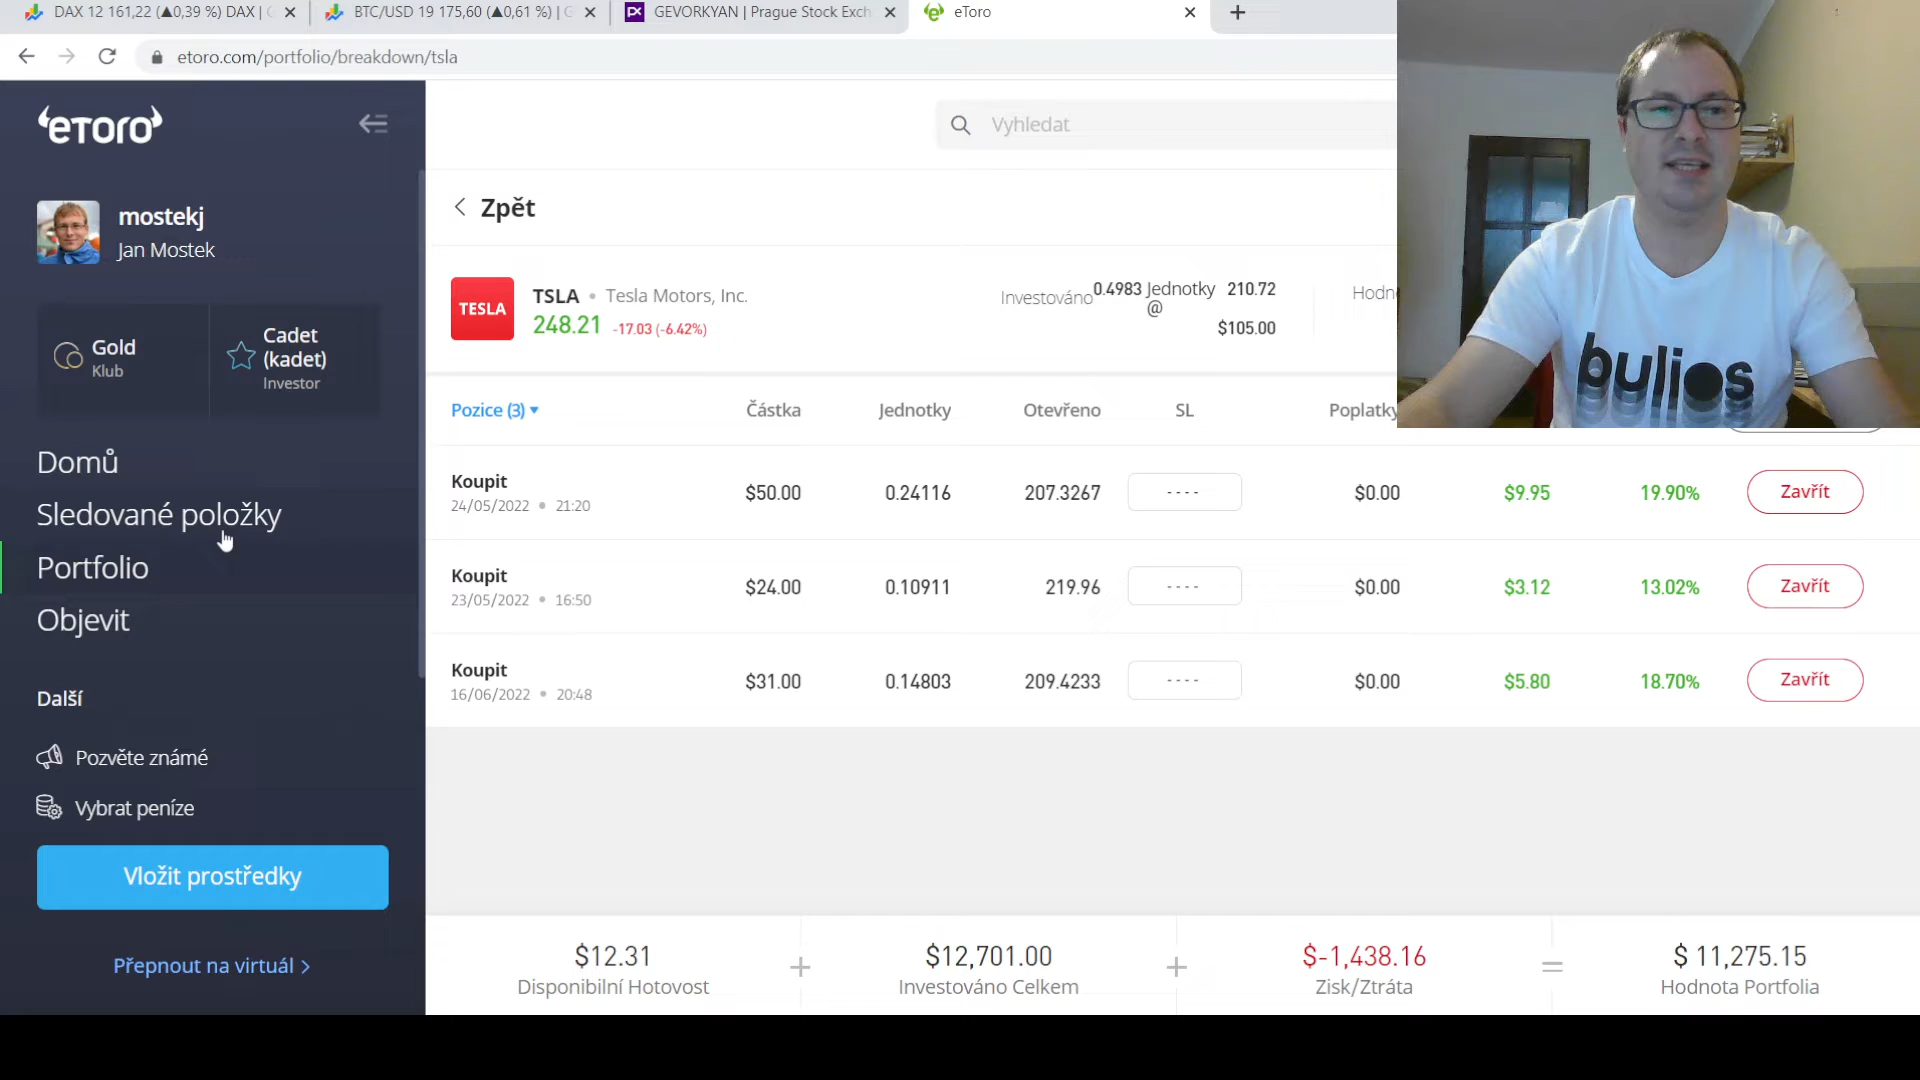 DAX 12 161,22 (▲0,39 %) DAX |
BTC/USD 19 175,60 (▲0,61 %) |
GEVORKYAN | Prague Stock Exch
eToro
etoro.com/portfolio/breakdown/tsla
eToro
Vyhledat
mostekj
Jan Mostek
Gold
Klub
Cadet
(kadet)
Investor
Domů
Sledované položky
Portfolio
Objevit
Další
Pozvěte známé
Vybrat peníze
Vložit prostředky
Přepnout na virtuál >
Zpět
TESLA
TSLA • Tesla Motors, Inc.
248.21 -17.03 (-6.42%)
Investováno 0.4983 Jednotky @ 210.72
$105.00
Hodn
Pozice (3) Částka Jednotky Otevřeno SL Poplatky
Koupit $50.00 0.24116 207.3267 ---- $0.00 $9.95 19.90% Zavřít
24/05/2022 • 21:20
Koupit $24.00 0.10911 219.96 ---- $0.00 $3.12 13.02% Zavřít
23/05/2022 • 16:50
Koupit $31.00 0.14803 209.4233 ---- $0.00 $5.80 18.70% Zavřít
16/06/2022 • 20:48
$12.31 + $12,701.00 + $-1,438.16 = $ 11,275.15
Disponibilní Hotovost Investováno Celkem Zisk/Ztráta Hodnota Portfolia
bulios